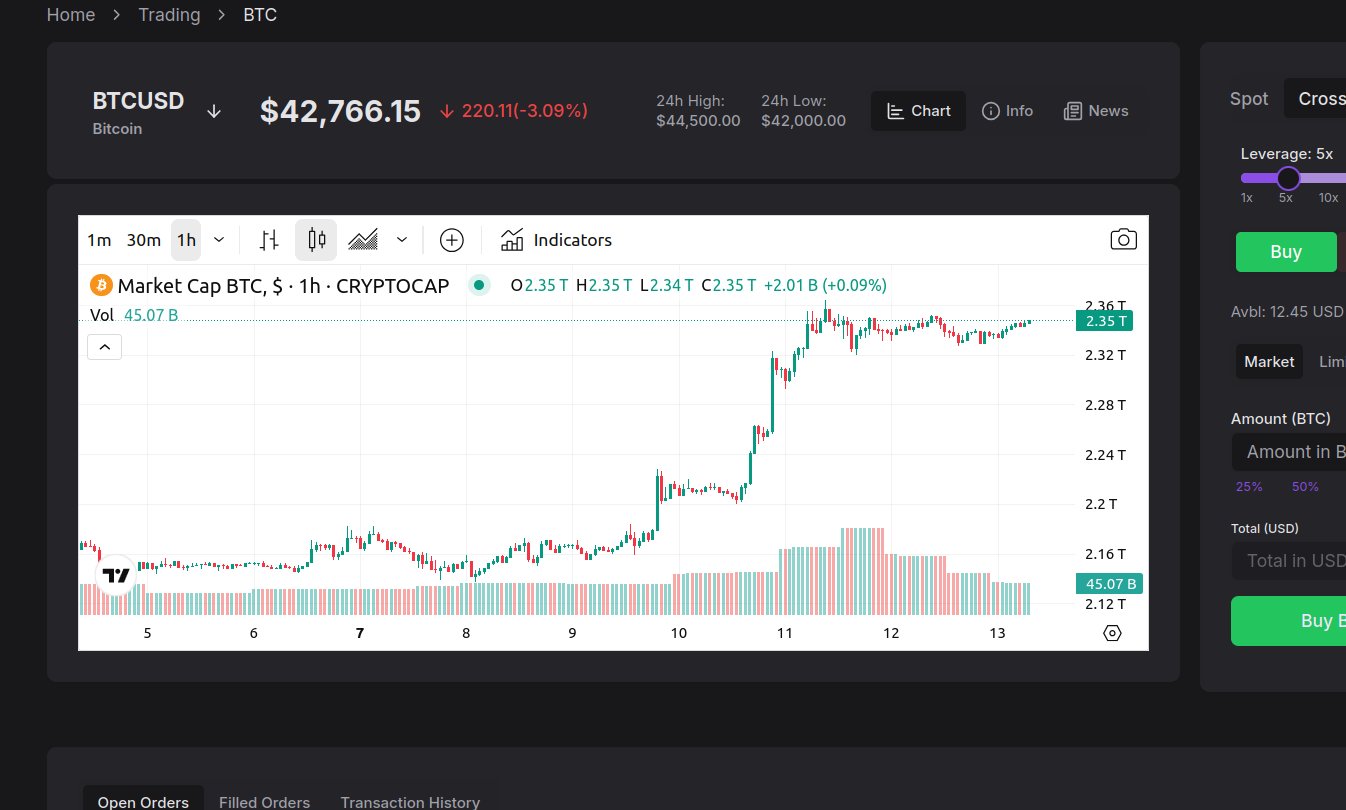 Home > Trading > BTC
BTCUSD
Bitcoin
$42,766.15
220.11(-3.09%)
24h High:
$44,500.00
24h Low:
$42,000.00
Chart
Info
News
1m 30m 1h
Indicators
Market Cap BTC, $ · 1h · CRYPTOCAP
O2.35 T H2.35 T L2.34 T C2.35 T +2.01 B (+0.09%)
Vol 45.07 B
2.36 T
2.35 T
2.32 T
2.28 T
2.24 T
2.2 T
2.16 T
45.07 B
2.12 T
5 6 7 8 9 10 11 12 13
Spot Cross
Leverage: 5x
1x 5x 10x
Buy
Avbl: 12.45 USD
Market Lim
Amount (BTC)
Amount in B
25% 50%
Total (USD)
Total in USD
Buy B
Open Orders Filled Orders Transaction History